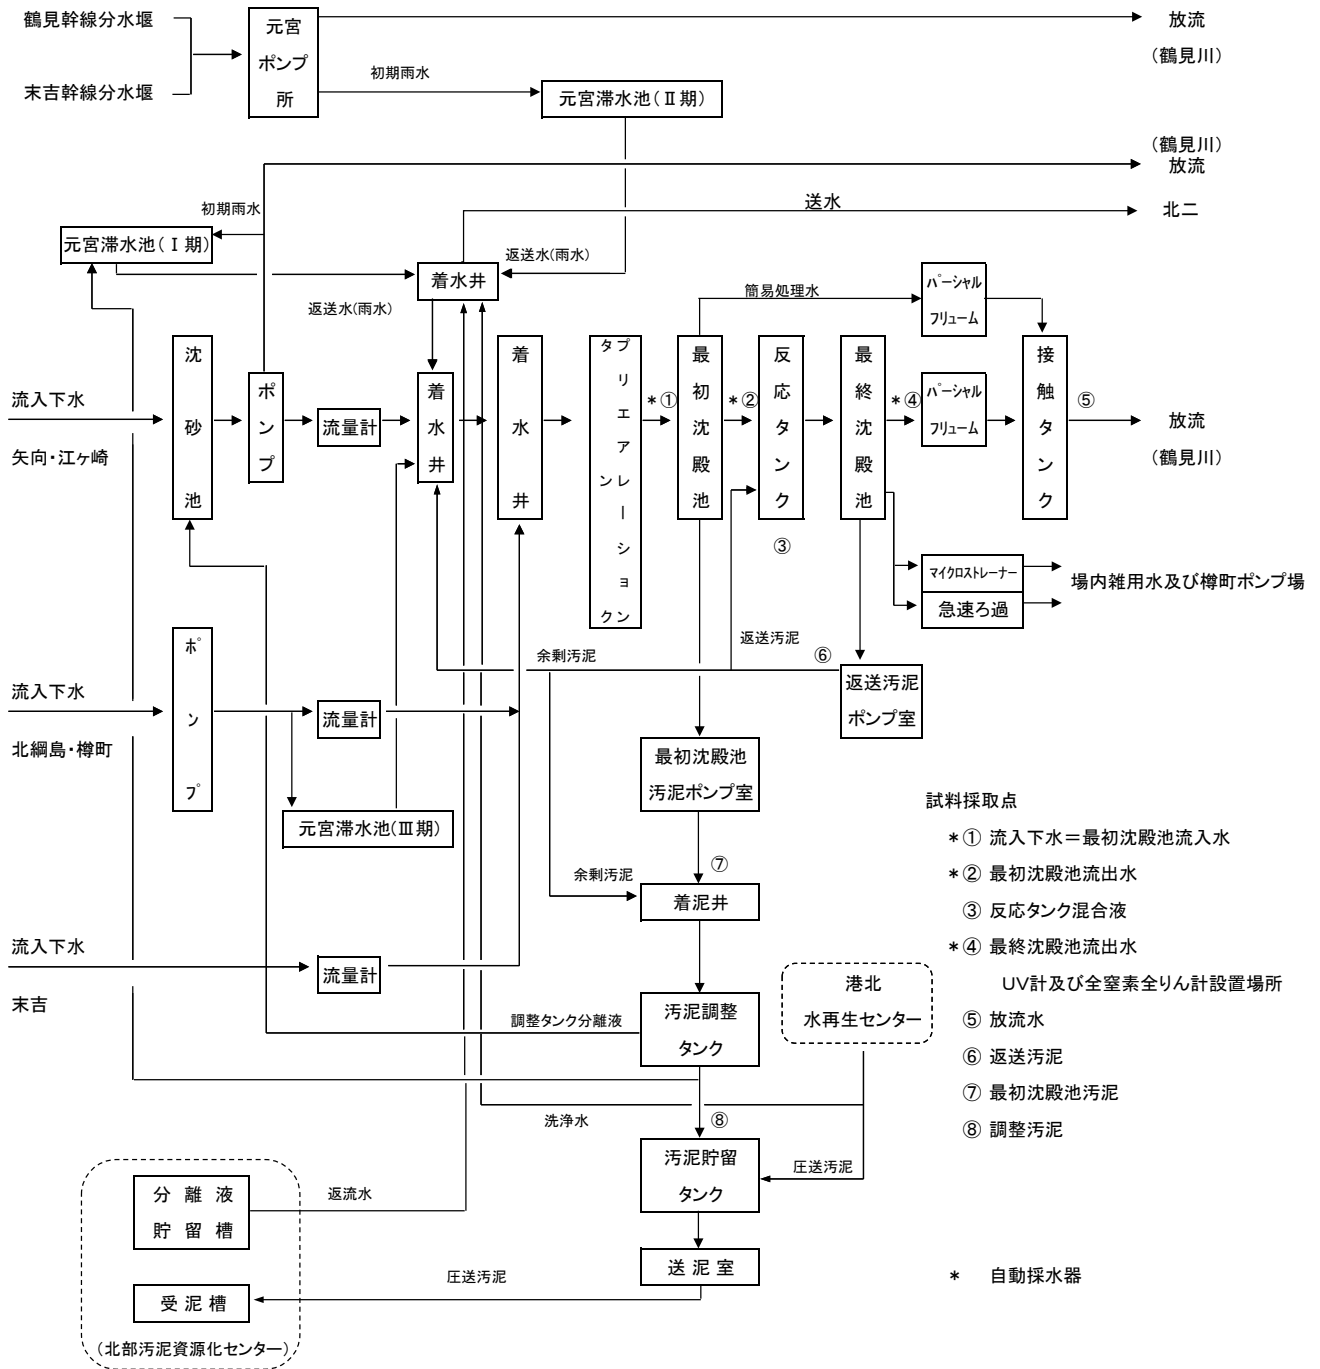 鶴見幹線分水堰
末吉幹線分水堰
元宮
ポンプ
所
放流
(鶴見川)
初期雨水
元宮滞水池(Ⅱ期)
(鶴見川)
放流
送水
北二
初期雨水
元宮滞水池(Ⅰ期)
返送水(雨水)
着水井
返送水(雨水)
簡易処理水
パーシャル
フリューム
流入下水
矢向・江ヶ崎
沈砂池
ポンプ
流量計
着水井
着水井
プリエアレーション
タンク
*①
最初沈殿池
*②
反応タンク
③
最終沈殿池
*④
パーシャル
フリューム
接触タンク
⑤
放流
(鶴見川)
マイクロストレーナー
急速ろ過
場内雑用水及び樽町ポンプ場
返送汚泥
余剰汚泥
⑥
返送汚泥
ポンプ室
流入下水
北綱島・樽町
ポンプ
流量計
元宮滞水池(Ⅲ期)
最初沈殿池
汚泥ポンプ室
⑦
余剰汚泥
着泥井
流入下水
末吉
流量計
調整タンク分離液
汚泥調整
タンク
港北
水再生センター
洗浄水
⑧
汚泥貯留
タンク
圧送汚泥
分離液
貯留槽
返流水
送泥室
圧送汚泥
受泥槽
(北部汚泥資源化センター)
試料採取点
*① 流入下水=最初沈殿池流入水
*② 最初沈殿池流出水
③ 反応タンク混合液
*④ 最終沈殿池流出水
UV計及び全窒素全りん計設置場所
⑤ 放流水
⑥ 返送汚泥
⑦ 最初沈殿池汚泥
⑧ 調整汚泥
* 自動採水器